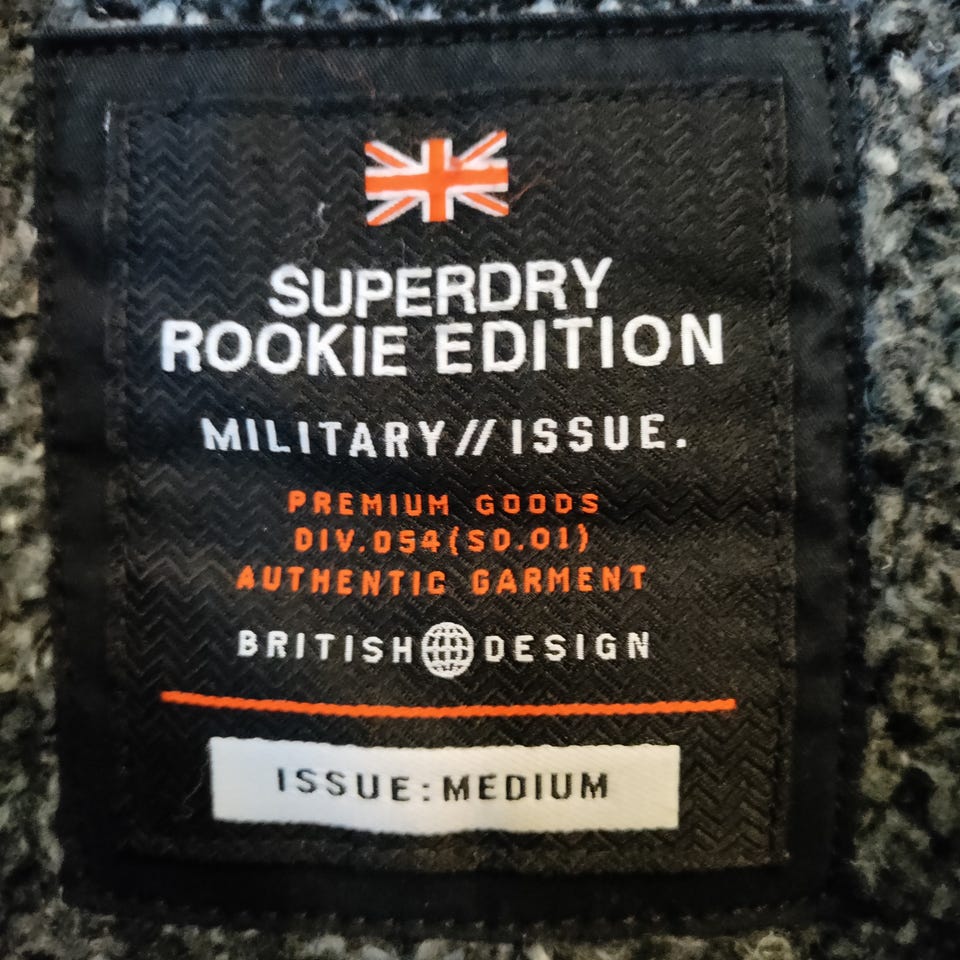 SUPERDRY
ROOKIE EDITION
MILITARY//ISSUE.
PREMIUM GOODS
DIV.054(SD.01)
AUTHENTIC GARMENT
BRITISH DESIGN
ISSUE:MEDIUM